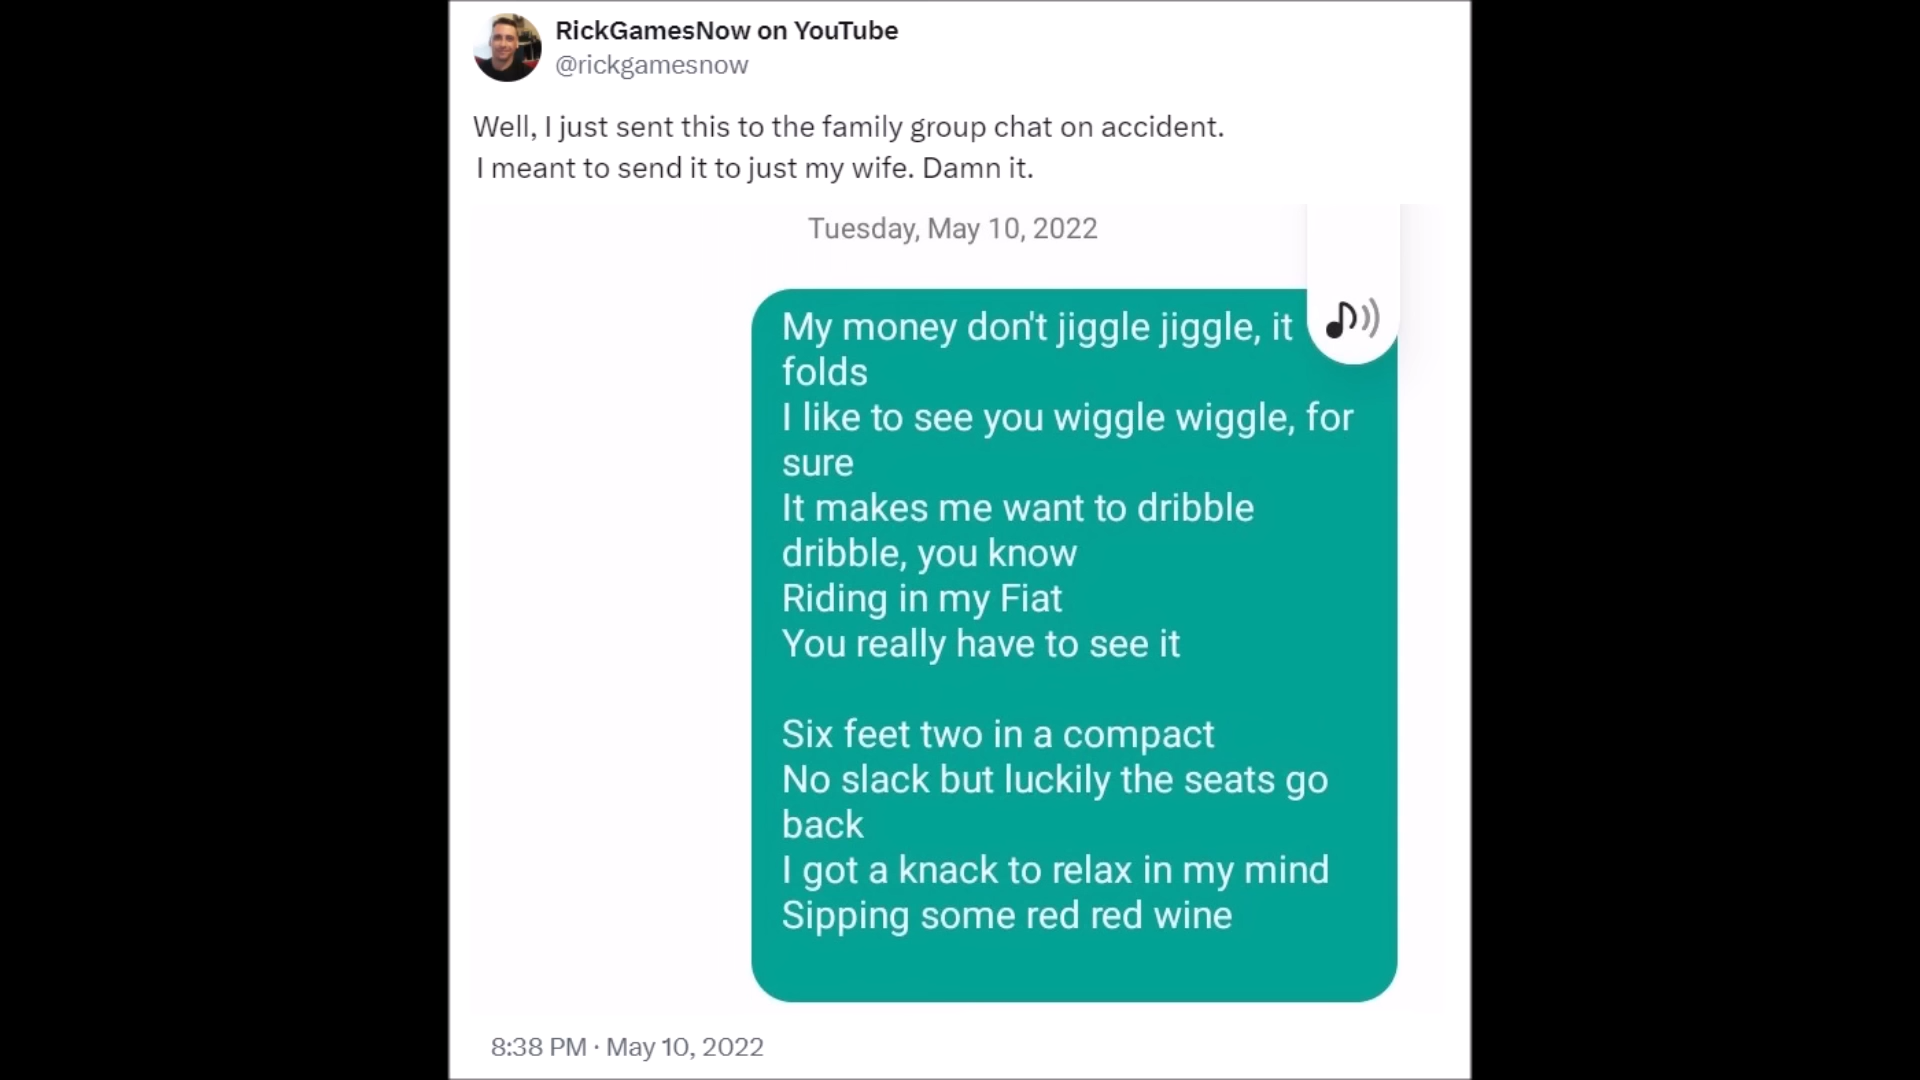 RickGamesNow on YouTube
@rickgamesnow
Well, I just sent this to the family group chat on accident.
I meant to send it to just my wife. Damn it.
Tuesday, May 10, 2022
My money don't jiggle jiggle, it
folds
I like to see you wiggle wiggle, for
sure
It makes me want to dribble
dribble, you know
Riding in my Fiat
You really have to see it
Six feet two in a compact
No slack but luckily the seats go
back
I got a knack to relax in my mind
Sipping some red red wine
8:38 PM · May 10, 2022